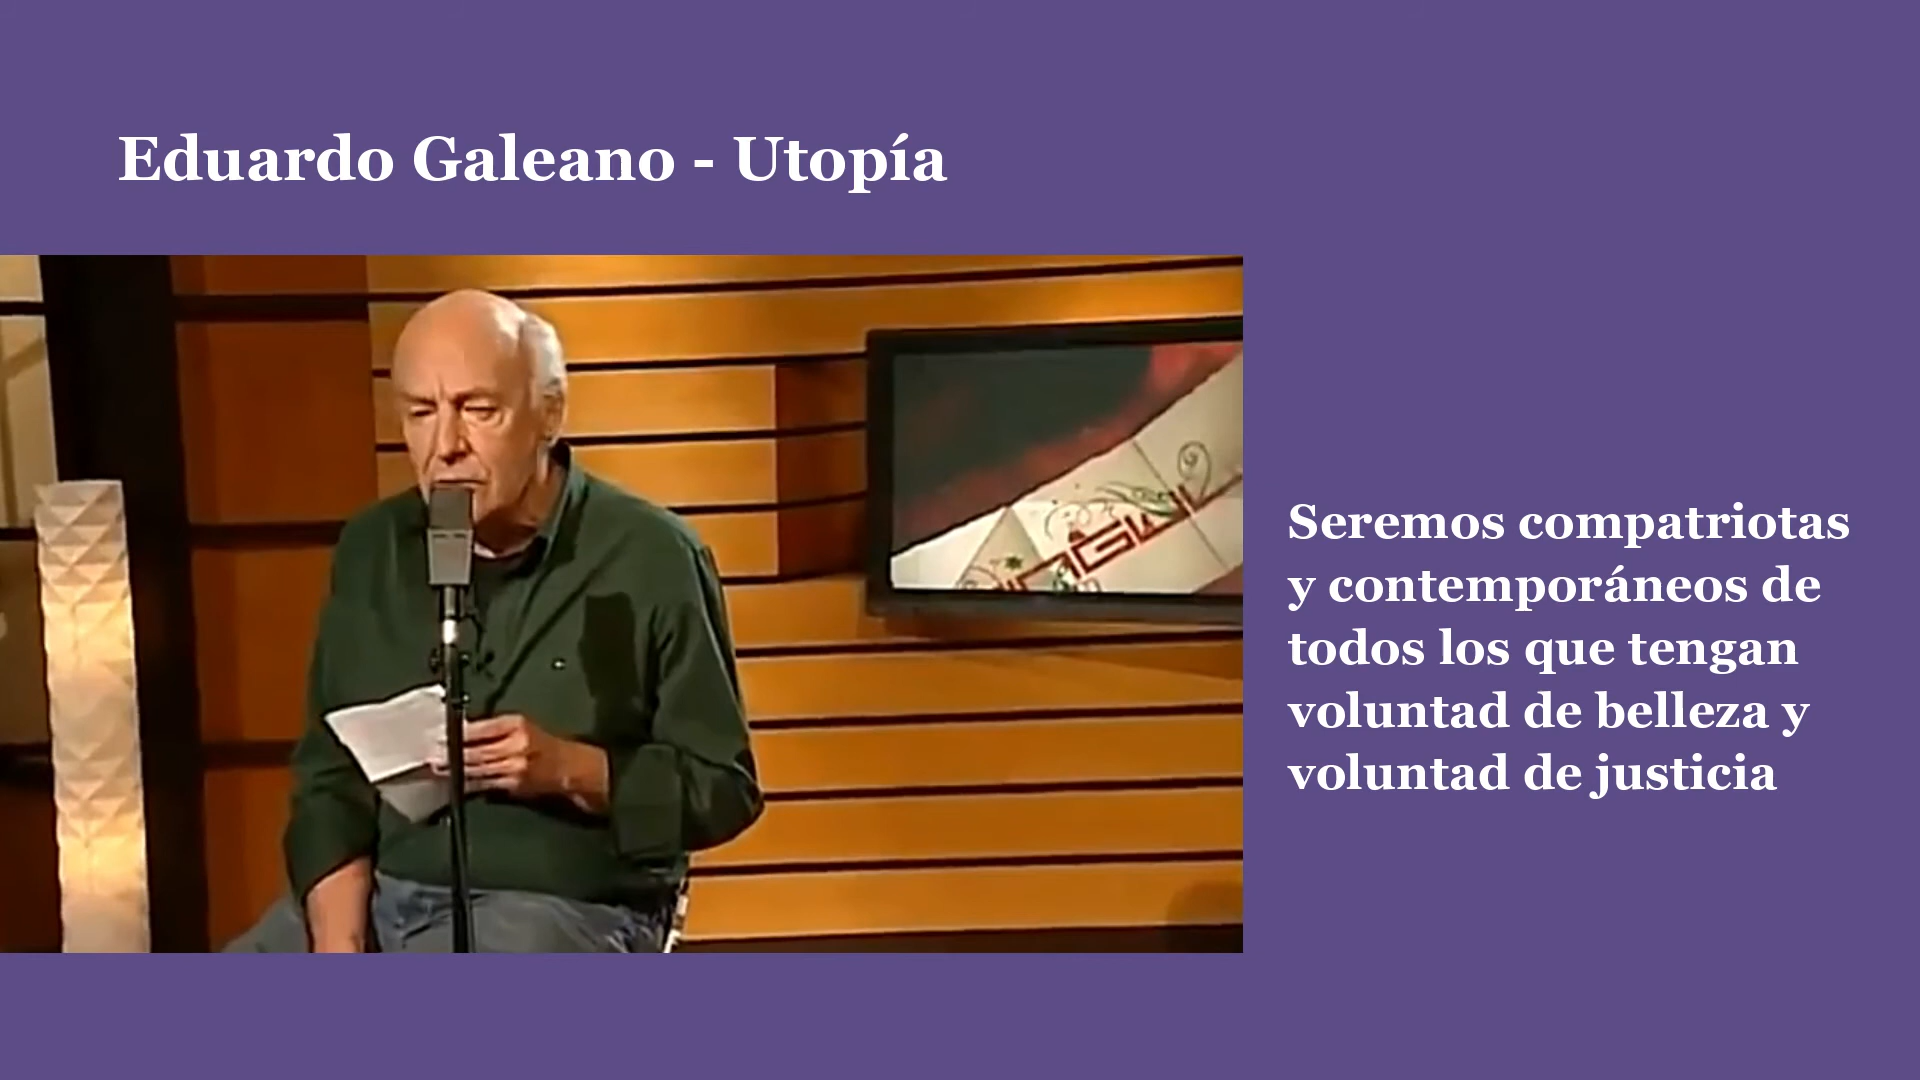 Eduardo Galeano - Utopía
Seremos compatriotas
y contemporáneos de
todos los que tengan
voluntad de belleza y
voluntad de justicia